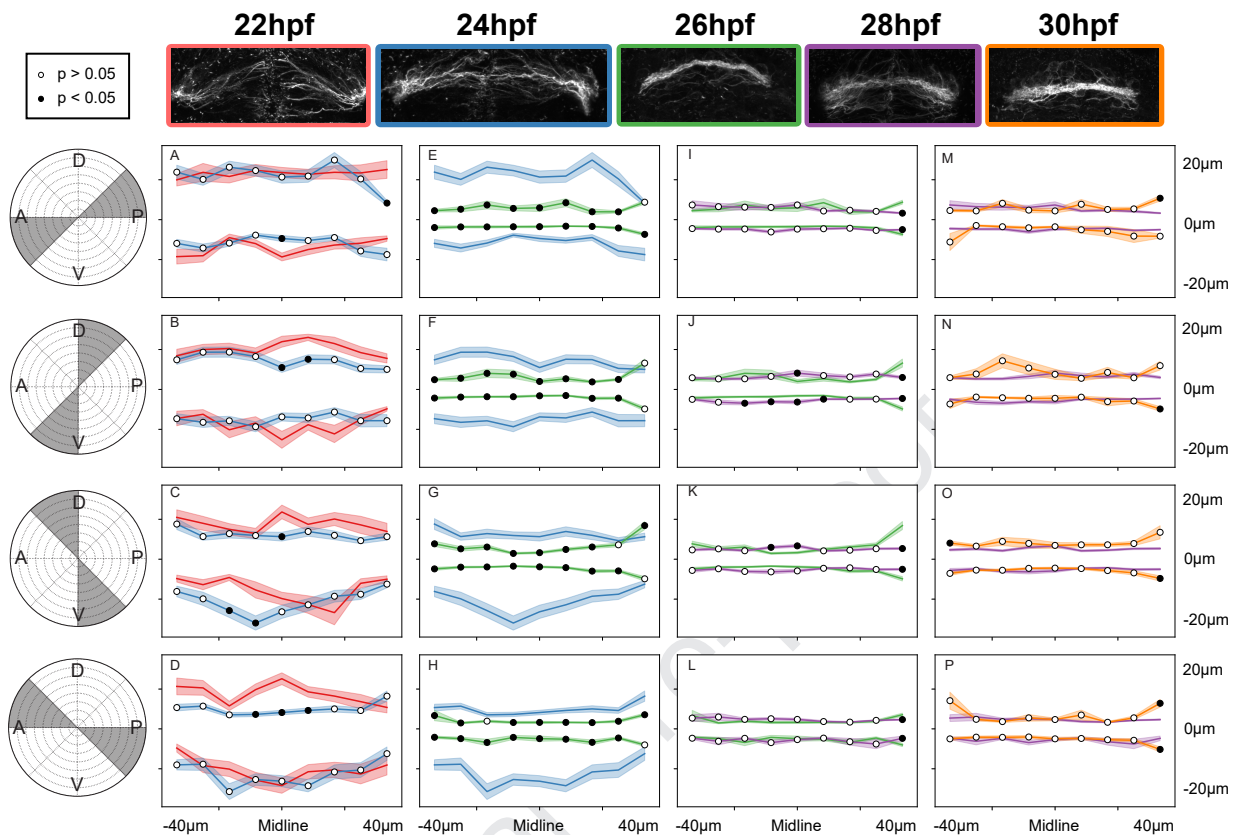 22hpf 24hpf 26hpf 28hpf 30hpf
p > 0.05
p < 0.05
D
A P
V
A E I M
20µm
0µm
-20µm
D
A P
V
B F J N
20µm
0µm
-20µm
D
A P
V
C G K O
20µm
0µm
-20µm
D
A P
V
D H L P
20µm
0µm
-20µm
-40µm Midline 40µm -40µm Midline 40µm -40µm Midline 40µm -40µm Midline 40µm